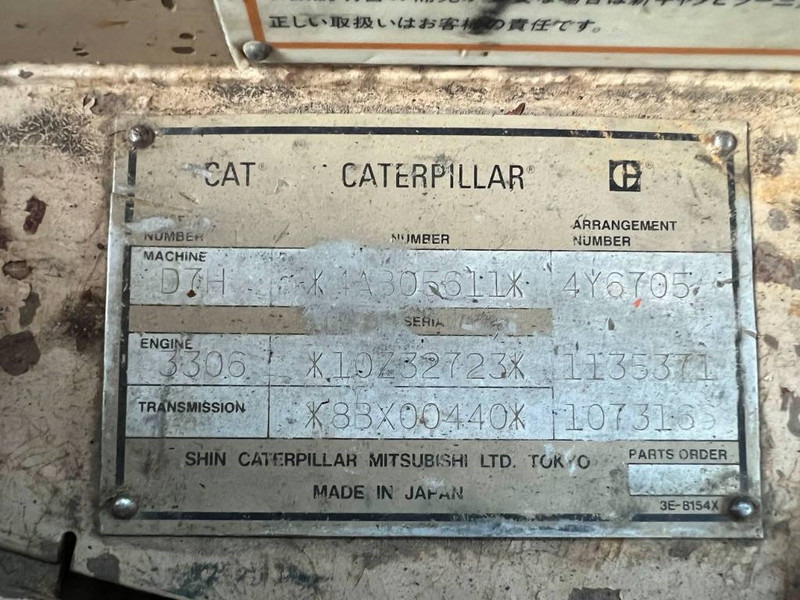 正しい取扱いはお客様の責任です。
CAT® CATERPILLAR®
NUMBER NUMBER ARRANGEMENT NUMBER
MACHINE
D7H 4Y6705
SERIAL
ENGINE
3306 *10Z32723* 1135371
TRANSMISSION *8BX00440* 107316
SHIN CATERPILLAR MITSUBISHI LTD. TOKYO PARTS ORDER
MADE IN JAPAN
3E-8154X